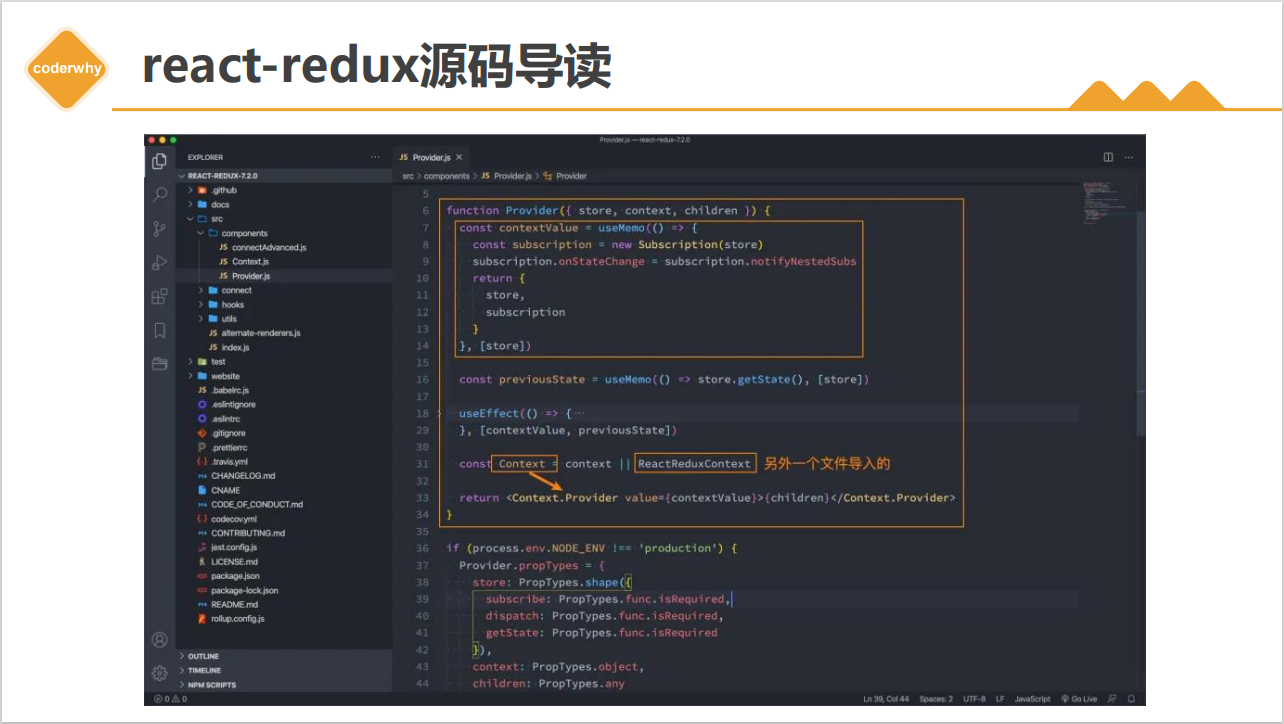 coderwhy
react-redux源码导读
Provider.js — react-redux-7.2.0
EXPLORER
REACT-REDUX-7.2.0
.github
docs
src
components
connectAdvanced.js
Context.js
Provider.js
connect
hooks
utils
alternate-renderers.js
index.js
test
website
.babelrc.js
.eslintignore
.eslintrc
.gitignore
.prettierrc
.travis.yml
CHANGELOG.md
CNAME
CODE_OF_CONDUCT.md
codecov.yml
CONTRIBUTING.md
jest.config.js
LICENSE.md
package.json
package-lock.json
README.md
rollup.config.js
OUTLINE
TIMELINE
NPM SCRIPTS
JS Provider.js ×
src > components > JS Provider.js > Provider
5
6 function Provider({ store, context, children }) {
7 const contextValue = useMemo(() => {
8 const subscription = new Subscription(store)
9 subscription.onStateChange = subscription.notifyNestedSubs
10 return {
11 store,
12 subscription
13 }
14 }, [store])
15
16 const previousState = useMemo(() => store.getState(), [store])
17
18 useEffect(() => {…
29 }, [contextValue, previousState])
30
31 const Context = context || ReactReduxContext 另外一个文件导入的
32
33 return <Context.Provider value={contextValue}>{children}</Context.Provider>
34 }
35
36 if (process.env.NODE_ENV !== 'production') {
37 Provider.propTypes = {
38 store: PropTypes.shape({
39 subscribe: PropTypes.func.isRequired,
40 dispatch: PropTypes.func.isRequired,
41 getState: PropTypes.func.isRequired
42 }),
43 context: PropTypes.object,
44 children: PropTypes.any
0 0
Ln 39, Col 44 Spaces: 2 UTF-8 LF JavaScript Go Live